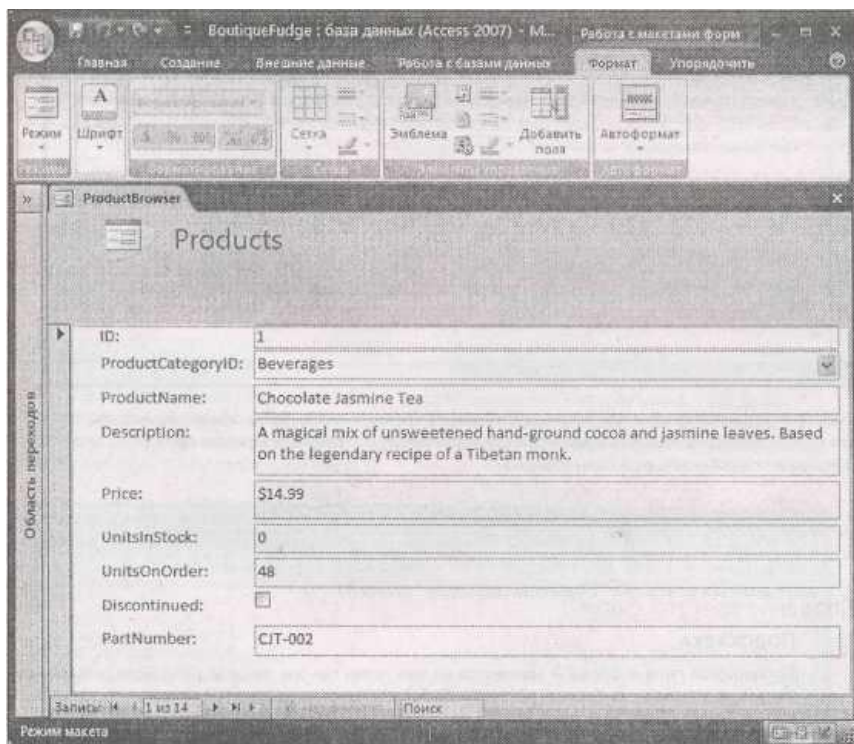 BoutiqueFudge : база данных (Access 2007) - М...
Работа с макетами форм
Главная Создание Внешние данные Работа с базами данных Формат Упорядочить
Режим
Шрифт
Сетка
Эмблема
Добавить поля
Автоформат
ProductBrowser
Products
Область переходов
ID: 1
ProductCategoryID: Beverages
ProductName: Chocolate Jasmine Tea
Description: A magical mix of unsweetened hand-ground cocoa and jasmine leaves. Based
on the legendary recipe of a Tibetan monk.
Price: $14.99
UnitsInStock: 0
UnitsOnOrder: 48
Discontinued:
PartNumber: CJT-002
Запись: 1 из 14 Поиск
Режим макета